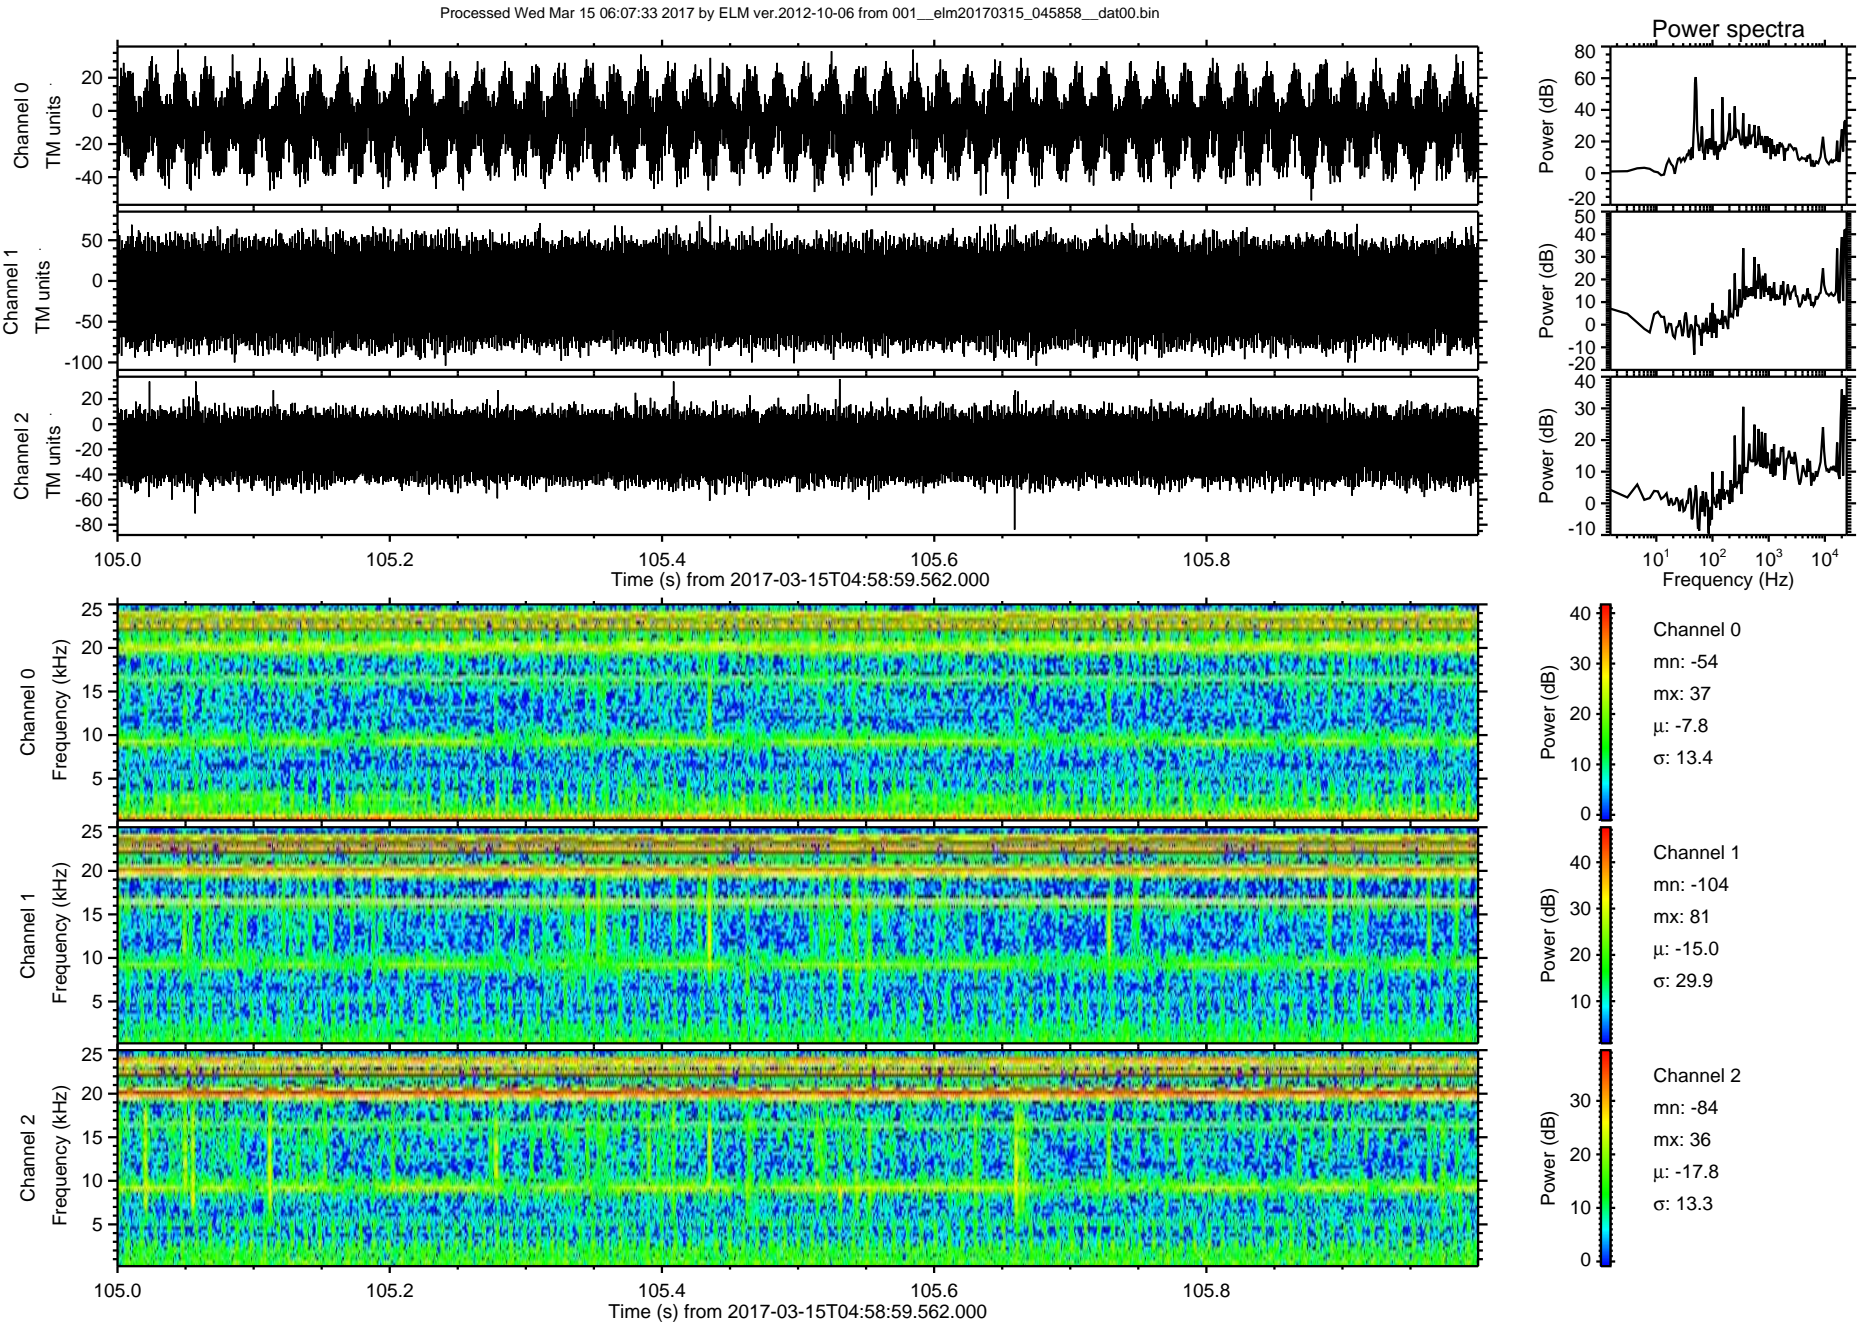 Processed Wed Mar 15 06:07:33 2017 by ELM ver.2012-10-06 from 001__elm20170315_045858__dat00.bin
Power spectra
Channel 0
TM units
20
0
-20
-40
Power (dB)
80
60
40
20
0
-20
Channel 1
TM units
50
0
-50
-100
Power (dB)
50
40
30
20
10
0
-10
-20
Channel 2
TM units
20
0
-20
-40
-60
-80
Power (dB)
40
30
20
10
0
-10
105.0 105.2 105.4 105.6 105.8
Time (s) from 2017-03-15T04:58:59.562.000
10¹ 10² 10³ 10⁴
Frequency (Hz)
Channel 0
Frequency (kHz)
25
20
15
10
5
Power (dB)
40
30
20
10
0
Channel 0
mn: -54
mx: 37
μ: -7.8
σ: 13.4
Channel 1
Frequency (kHz)
25
20
15
10
5
Power (dB)
40
30
20
10
Channel 1
mn: -104
mx: 81
μ: -15.0
σ: 29.9
Channel 2
Frequency (kHz)
25
20
15
10
5
Power (dB)
30
20
10
0
Channel 2
mn: -84
mx: 36
μ: -17.8
σ: 13.3
105.0 105.2 105.4 105.6 105.8
Time (s) from 2017-03-15T04:58:59.562.000